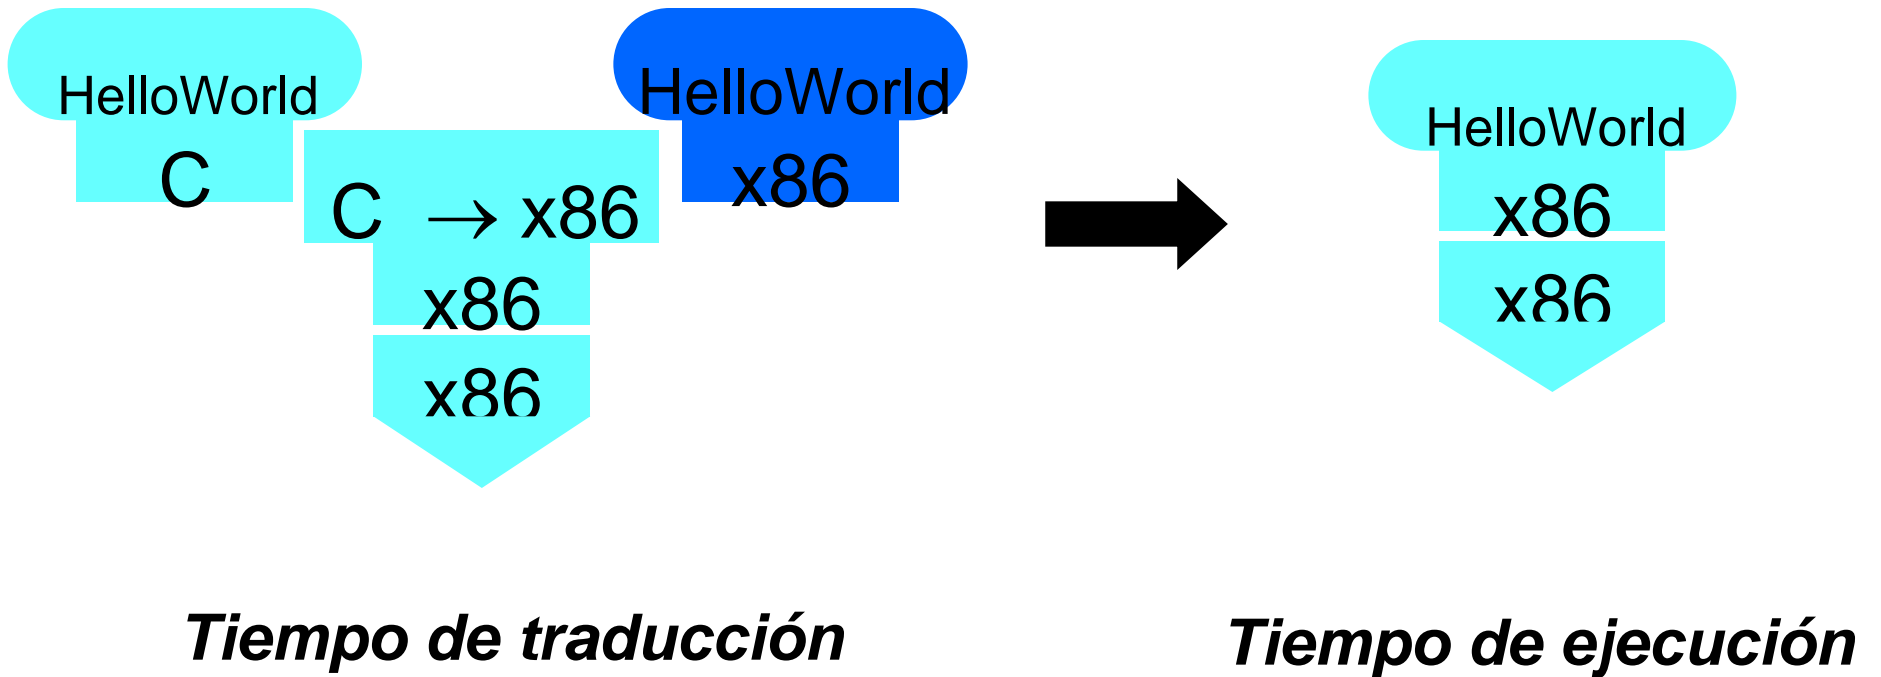 HelloWorld
C
C → x86
x86
x86
HelloWorld
x86
HelloWorld
x86
x86
Tiempo de traducción
Tiempo de ejecución